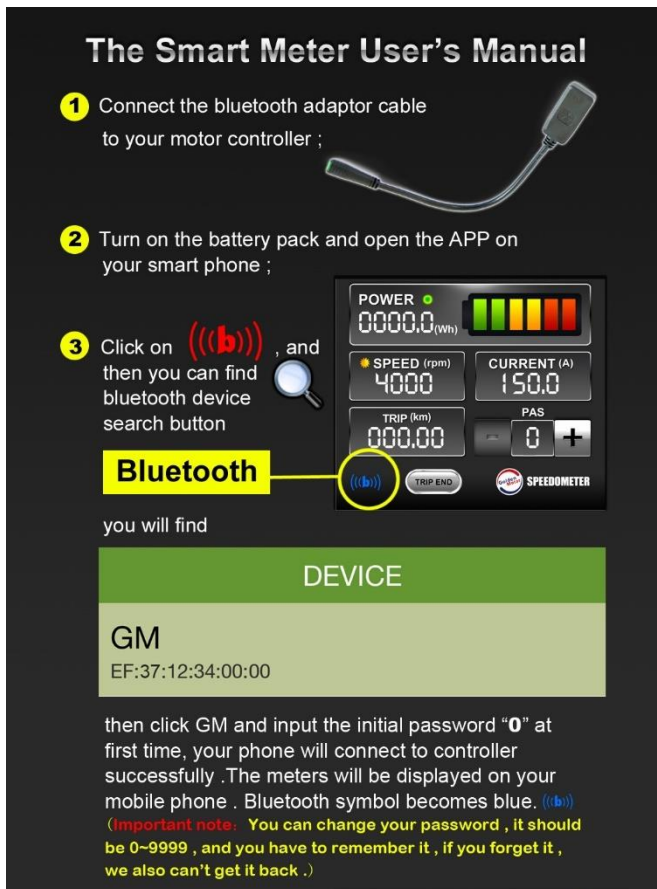 The Smart Meter User's Manual
1 Connect the bluetooth adaptor cable
to your motor controller ;
2 Turn on the battery pack and open the APP on
your smart phone ;
3 Click on (((b))) , and
then you can find
bluetooth device
search button
Bluetooth
POWER
0000.0(Wh)
SPEED (rpm)
4000
CURRENT (A)
150.0
TRIP (km)
000.00
PAS
- 0 +
(((b)))
TRIP END
Golden Motor
SPEEDOMETER
you will find
DEVICE
GM
EF:37:12:34:00:00
then click GM and input the initial password “0” at
first time, your phone will connect to controller
successfully .The meters will be displayed on your
mobile phone . Bluetooth symbol becomes blue. (((b)))
(Important note: You can change your password , it should
be 0~9999 , and you have to remember it , if you forget it ,
we also can't get it back .)